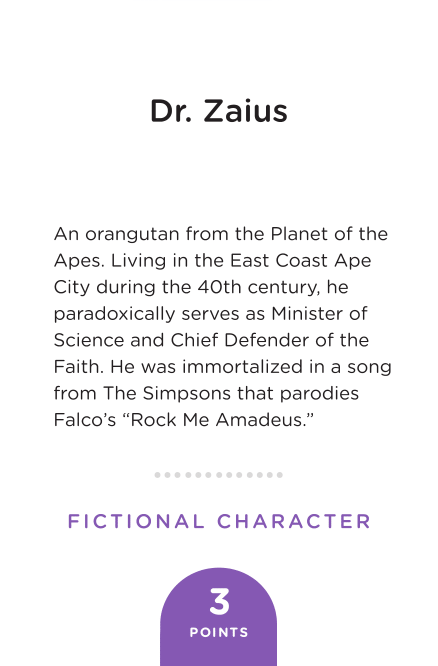 Dr. Zaius
An orangutan from the Planet of the
Apes. Living in the East Coast Ape
City during the 40th century, he
paradoxically serves as Minister of
Science and Chief Defender of the
Faith. He was immortalized in a song
from The Simpsons that parodies
Falco’s “Rock Me Amadeus.”
FICTIONAL CHARACTER
3
POINTS